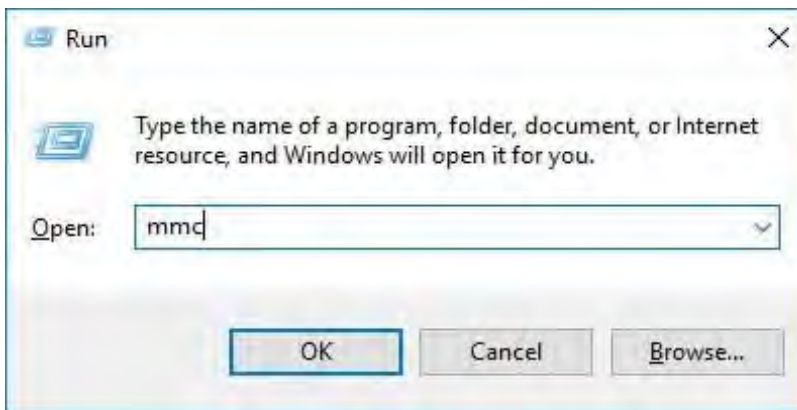 Run
Type the name of a program, folder, document, or Internet
resource, and Windows will open it for you.
Open: mmc
OK Cancel Browse...